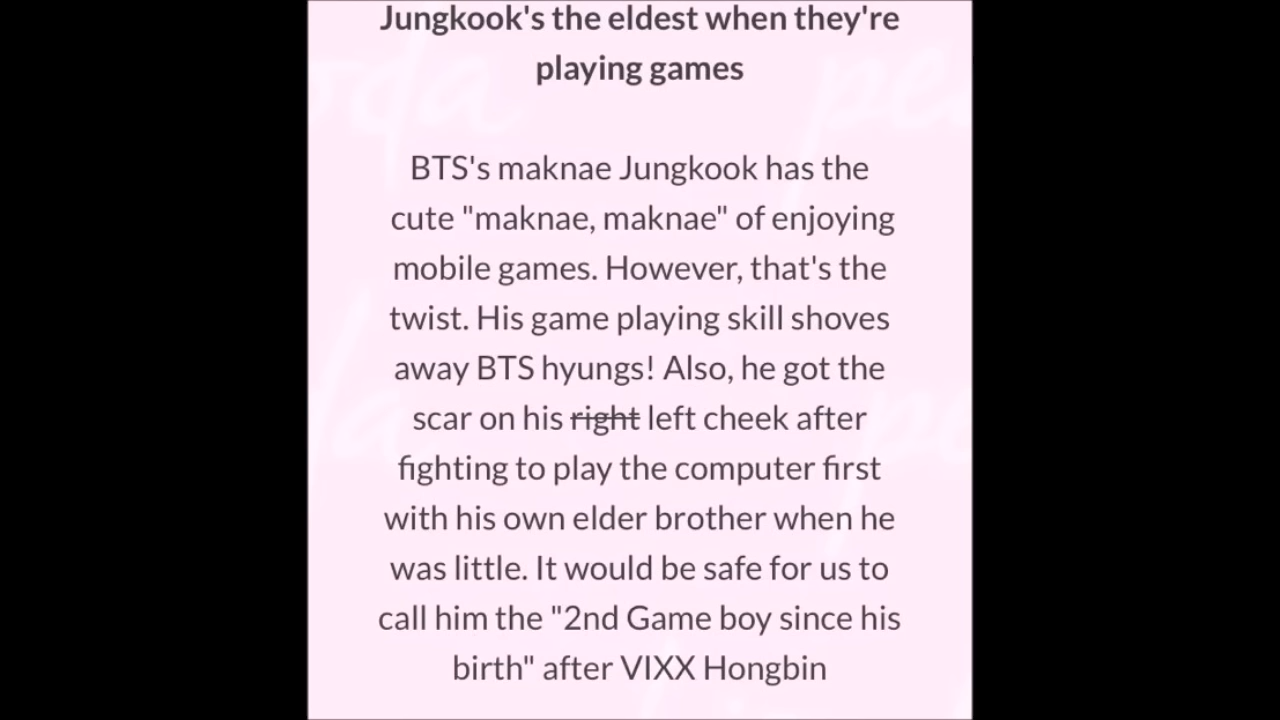 Jungkook's the eldest when they're
playing games
BTS's maknae Jungkook has the
cute "maknae, maknae" of enjoying
mobile games. However, that's the
twist. His game playing skill shoves
away BTS hyungs! Also, he got the
scar on his right left cheek after
fighting to play the computer first
with his own elder brother when he
was little. It would be safe for us to
call him the "2nd Game boy since his
birth" after VIXX Hongbin